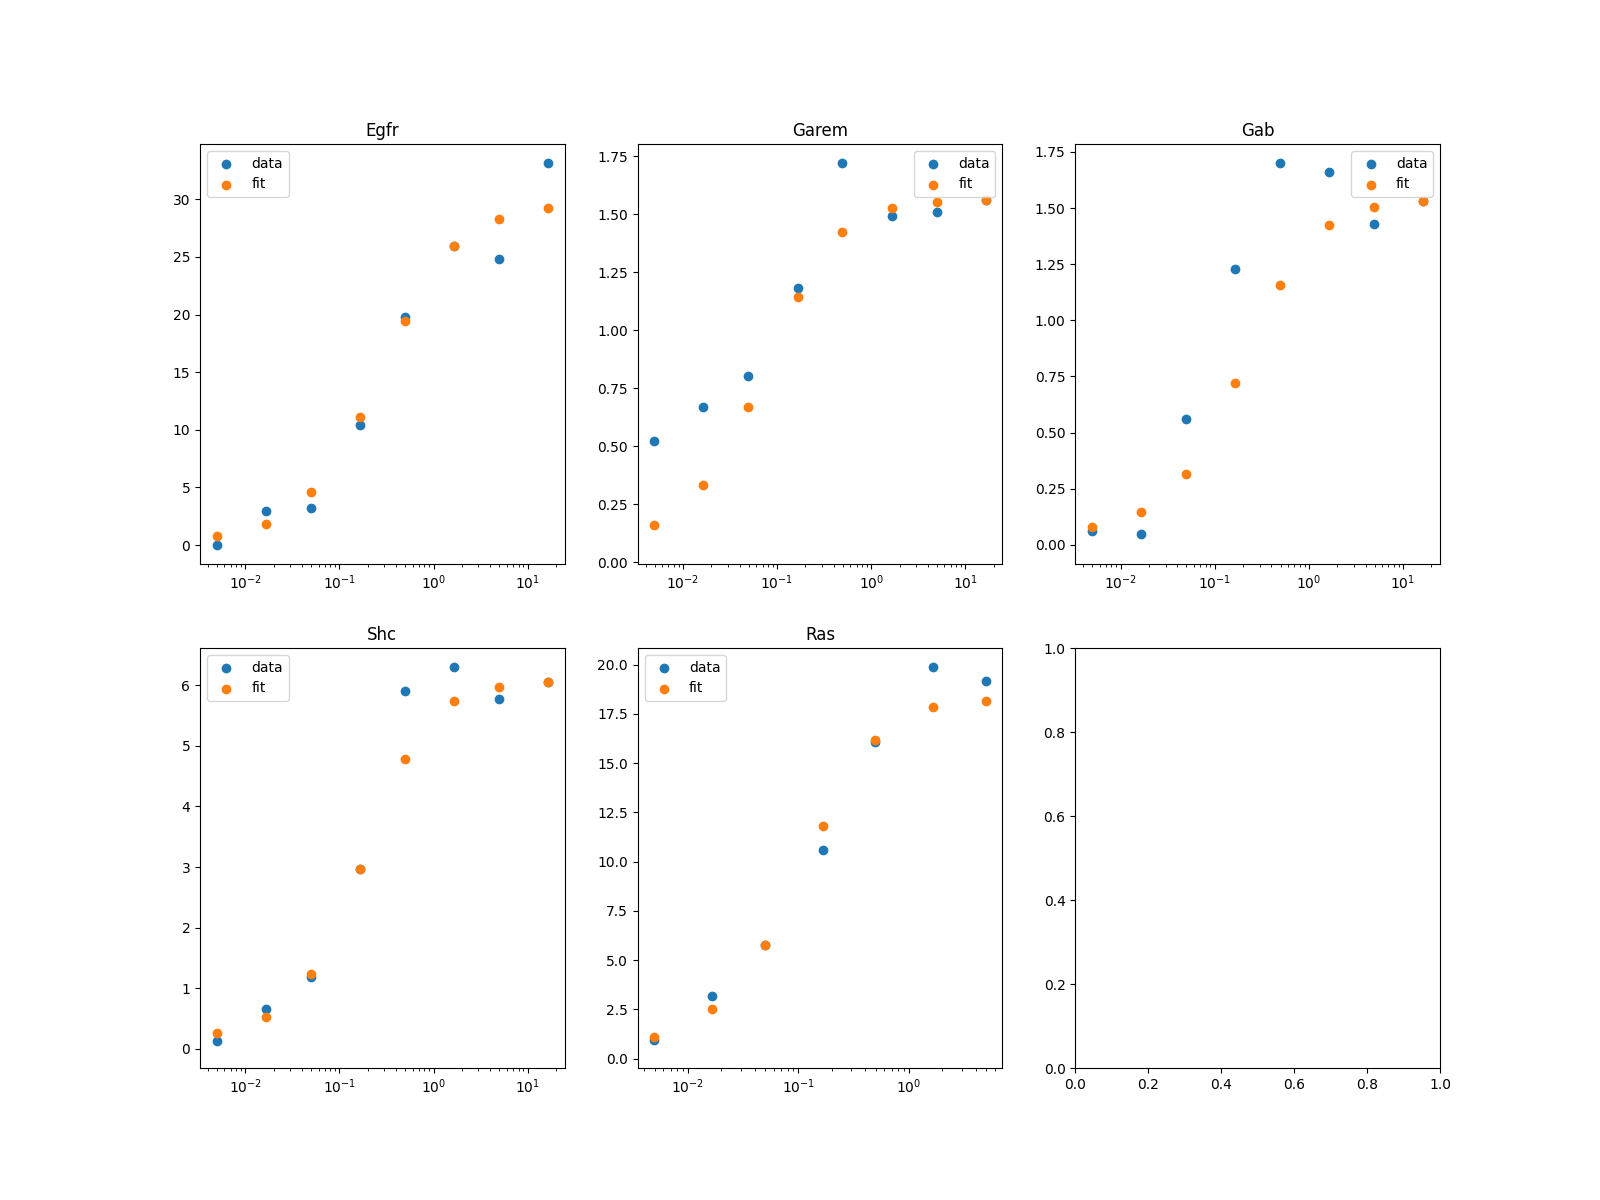 Egfr
data
fit
30
25
20
15
10
5
0
10⁻² 10⁻¹ 10⁰ 10¹
Garem
data
fit
1.75
1.50
1.25
1.00
0.75
0.50
0.25
0.00
10⁻² 10⁻¹ 10⁰ 10¹
Gab
data
fit
1.75
1.50
1.25
1.00
0.75
0.50
0.25
0.00
10⁻² 10⁻¹ 10⁰ 10¹
Shc
data
fit
6
5
4
3
2
1
0
10⁻² 10⁻¹ 10⁰ 10¹
Ras
data
fit
20.0
17.5
15.0
12.5
10.0
7.5
5.0
2.5
0.0
10⁻² 10⁻¹ 10⁰
1.0
0.8
0.6
0.4
0.2
0.0
0.0 0.2 0.4 0.6 0.8 1.0